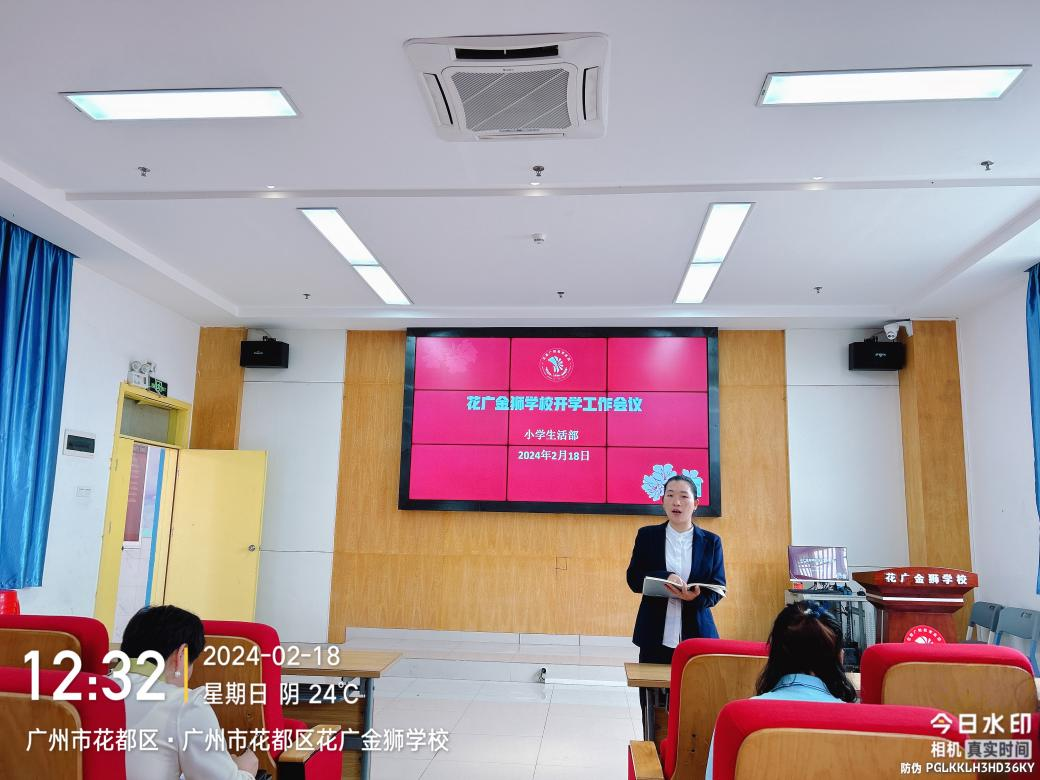 花广金狮学校开学工作会议
小学生活部
2024年2月18日
花广金狮学校
12:32
2024-02-18
星期日 阴 24℃
广州市花都区·广州市花都区花广金狮学校
今日水印
相机 真实时间
防伪 PGLKKLH3HD36KY